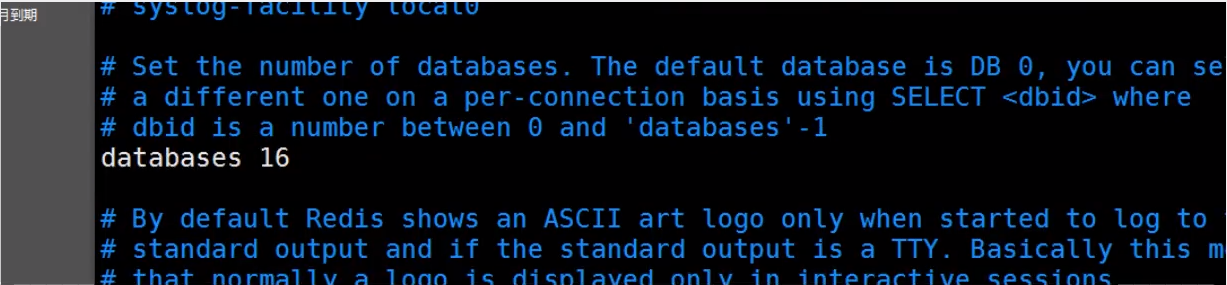 月到期
# syslog-facility local0
# Set the number of databases. The default database is DB 0, you can se
# a different one on a per-connection basis using SELECT <dbid> where
# dbid is a number between 0 and 'databases'-1
databases 16
# By default Redis shows an ASCII art logo only when started to log to
# standard output and if the standard output is a TTY. Basically this m
# that normally a logo is displayed only in interactive sessions